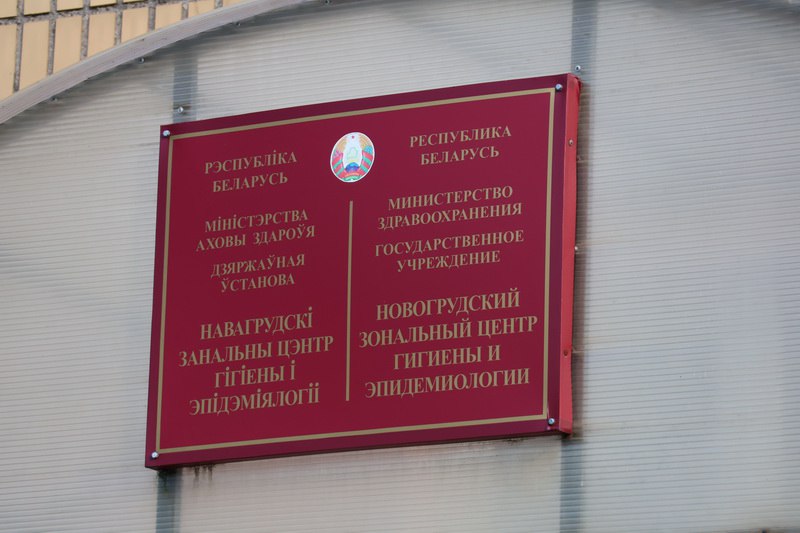 РЭСПУБЛІКА
БЕЛАРУСЬ
МІНІСТЭРСТВА
АХОВЫ ЗДАРОЎЯ
ДЗЯРЖАЎНАЯ
ЎСТАНОВА
НАВАГРУДСКІ
ЗАНАЛЬНЫ ЦЭНТР
ГІГІЕНЫ І
ЭПІДЭМІЯЛОГІІ
РЕСПУБЛИКА
БЕЛАРУСЬ
МИНИСТЕРСТВО
ЗДРАВООХРАНЕНИЯ
ГОСУДАРСТВЕННОЕ
УЧРЕЖДЕНИЕ
НОВОГРУДСКИЙ
ЗОНАЛЬНЫЙ ЦЕНТР
ГИГИЕНЫ И
ЭПИДЕМИОЛОГИИ